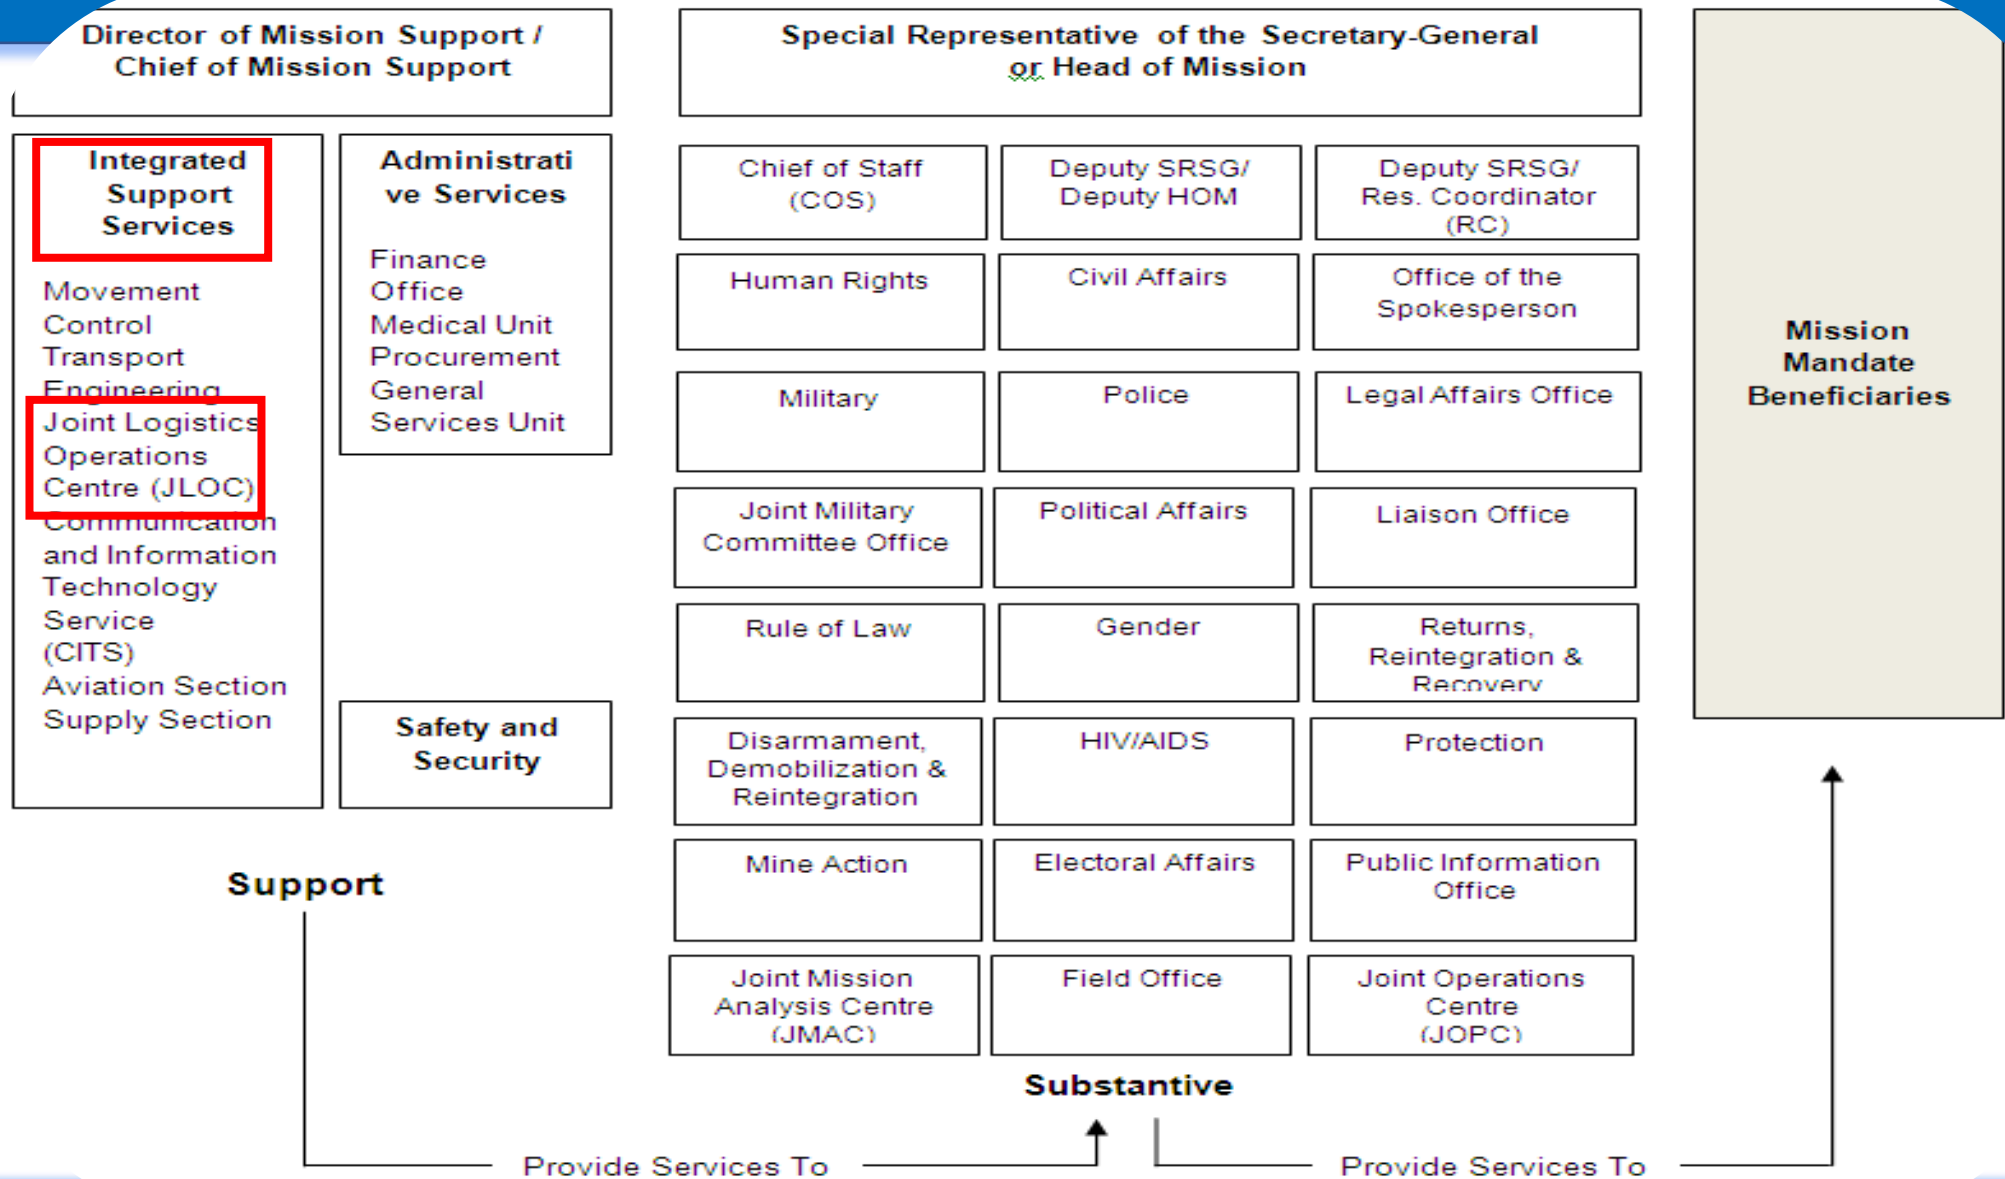 Director of Mission Support /
Chief of Mission Support
Special Representative of the Secretary-General
or Head of Mission
Integrated
Support
Services
Movement
Control
Transport
Engineering
Joint Logistics
Operations
Centre (JLOC)
Communication
and Information
Technology
Service
(CITS)
Aviation Section
Supply Section
Administrati
ve Services
Finance
Office
Medical Unit
Procurement
General
Services Unit
Safety and
Security
Chief of Staff
(COS)
Deputy SRSG/
Deputy HOM
Deputy SRSG/
Res. Coordinator
(RC)
Human Rights
Civil Affairs
Office of the
Spokesperson
Military
Police
Legal Affairs Office
Joint Military
Committee Office
Political Affairs
Liaison Office
Rule of Law
Gender
Returns,
Reintegration &
Recovery
Disarmament,
Demobilization &
Reintegration
HIV/AIDS
Protection
Mine Action
Electoral Affairs
Public Information
Office
Joint Mission
Analysis Centre
(JMAC)
Field Office
Joint Operations
Centre
(JOPC)
Mission
Mandate
Beneficiaries
Support
Substantive
Provide Services To
Provide Services To